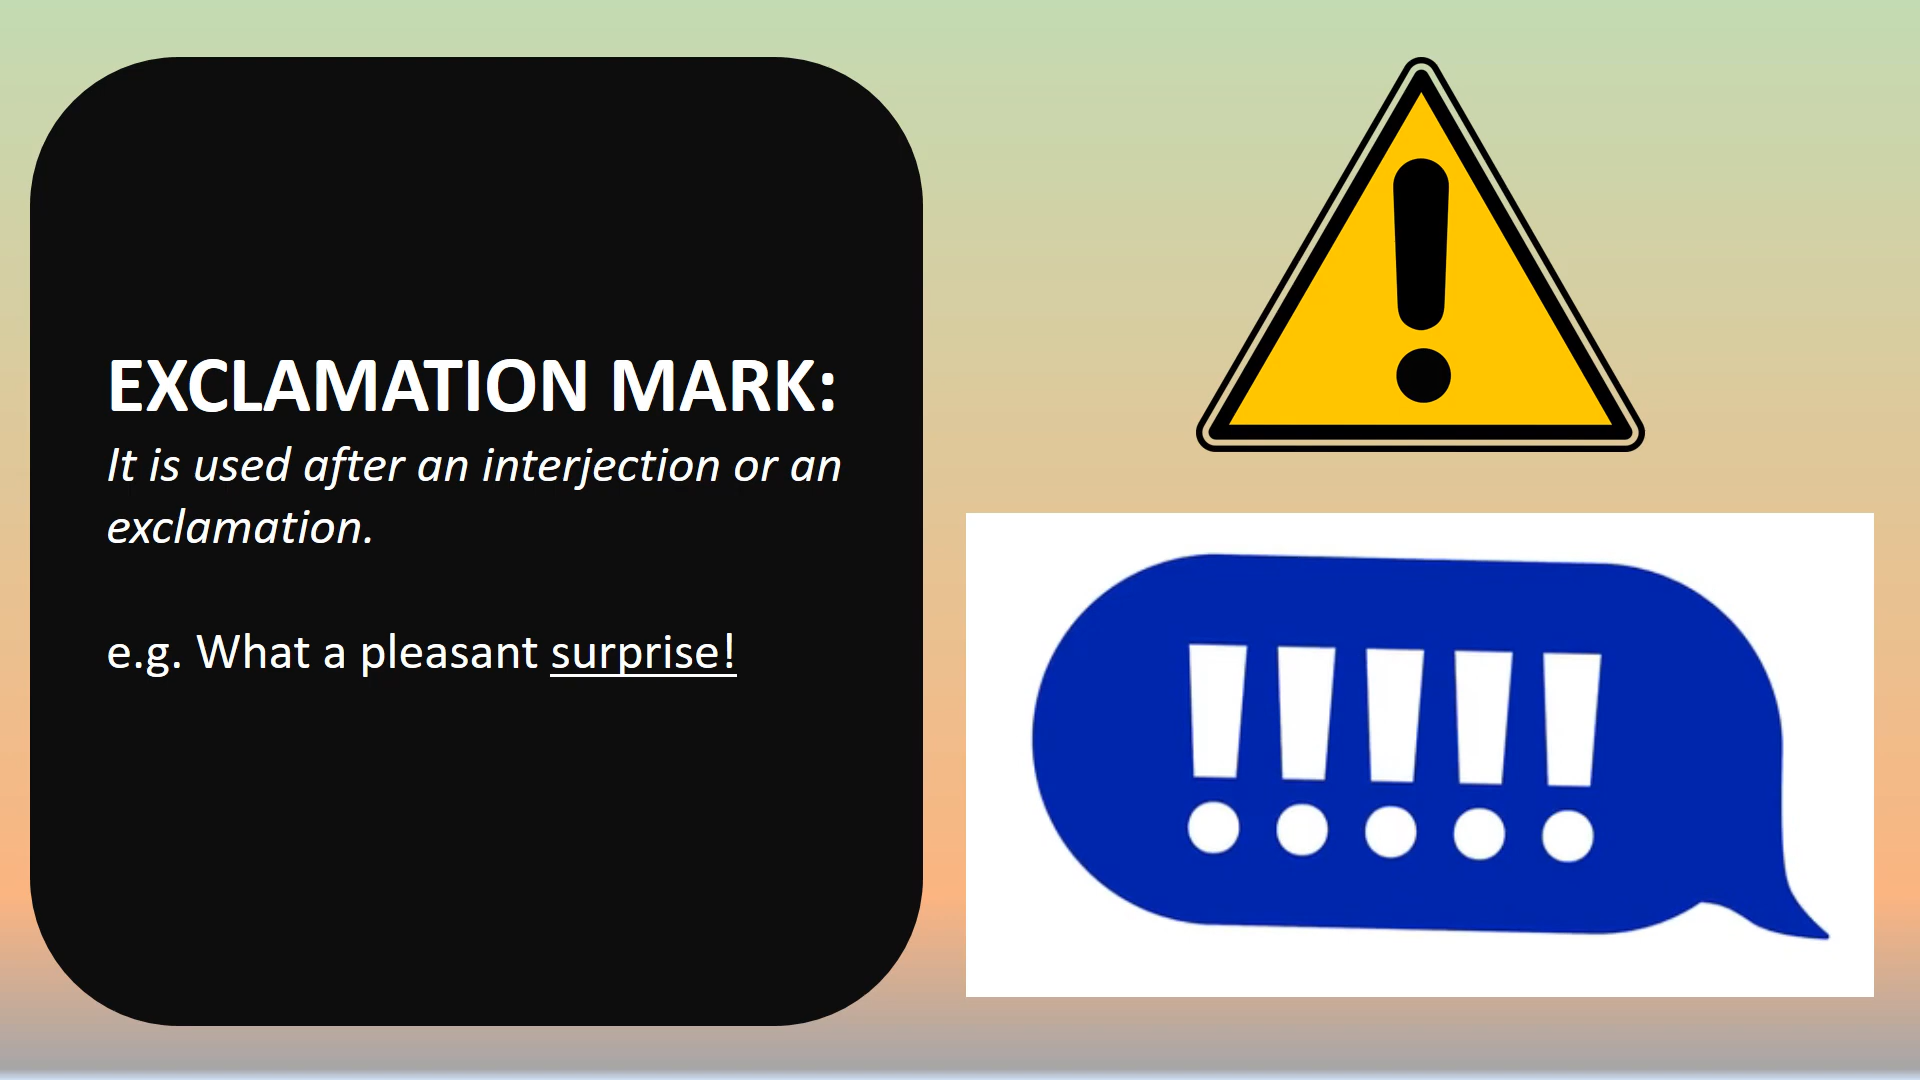 EXCLAMATION MARK:
It is used after an interjection or an
exclamation.
e.g. What a pleasant surprise!
!
!!!!!